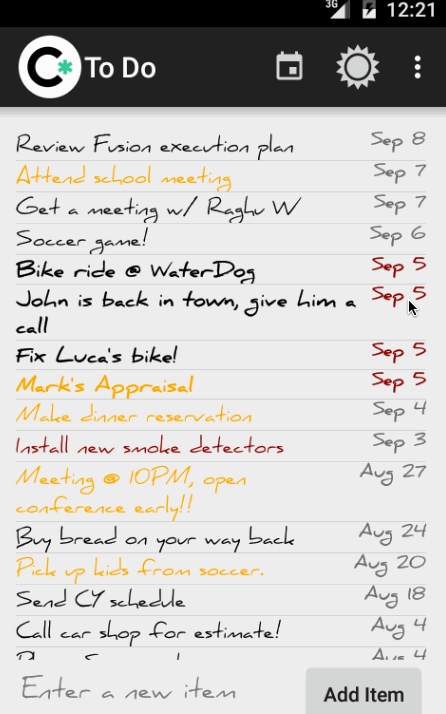 3G 12:21
C* To Do
Review Fusion execution plan Sep 8
Attend school meeting Sep 7
Get a meeting w/ Raghu W Sep 7
Soccer game! Sep 6
Bike ride @ WaterDog Sep 5
John is back in town, give him a Sep 5
call
Fix Luca's bike! Sep 5
Mark's Appraisal Sep 5
Make dinner reservation Sep 4
Install new smoke detectors Sep 3
Meeting @ 10PM, open Aug 27
conference early!!
Buy bread on your way back Aug 24
Pick up kids from soccer. Aug 20
Send CY schedule Aug 18
Call car shop for estimate! Aug 4
Aug 4
Enter a new item Add Item